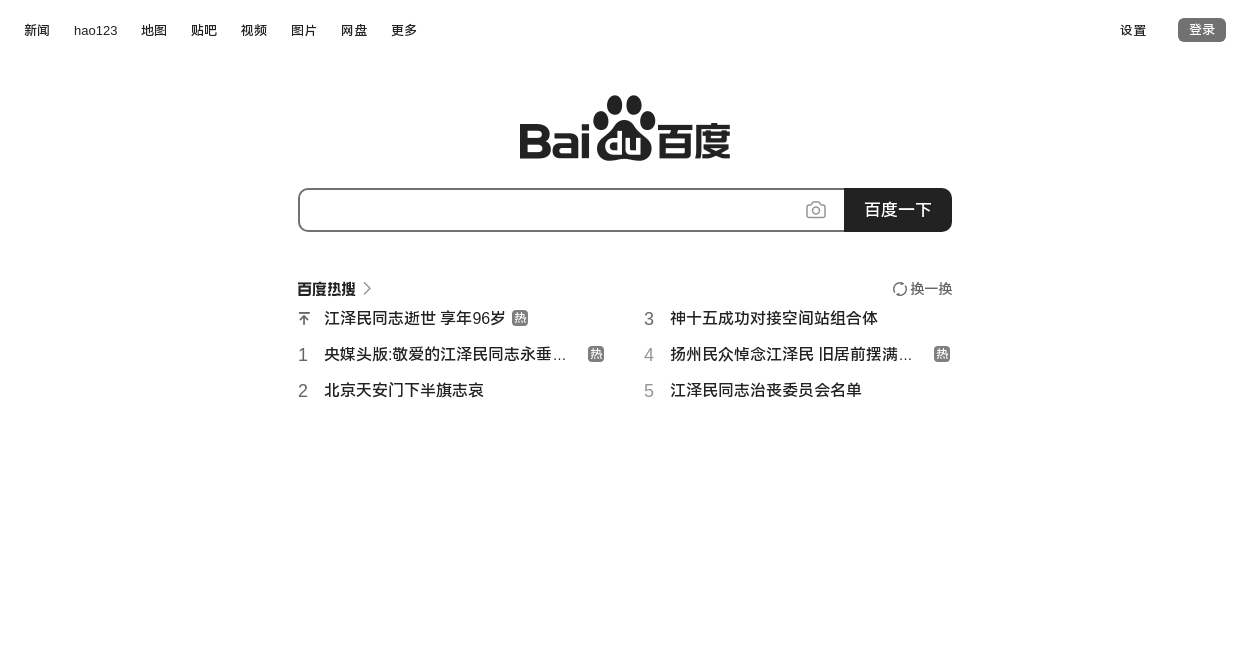 新闻 hao123 地图 贴吧 视频 图片 网盘 更多 设置 登录
Bai du 百度
百度一下
百度热搜 换一换
江泽民同志逝世 享年96岁 热
1 央媒头版:敬爱的江泽民同志永垂... 热
2 北京天安门下半旗志哀
3 神十五成功对接空间站组合体
4 扬州民众悼念江泽民 旧居前摆满... 热
5 江泽民同志治丧委员会名单